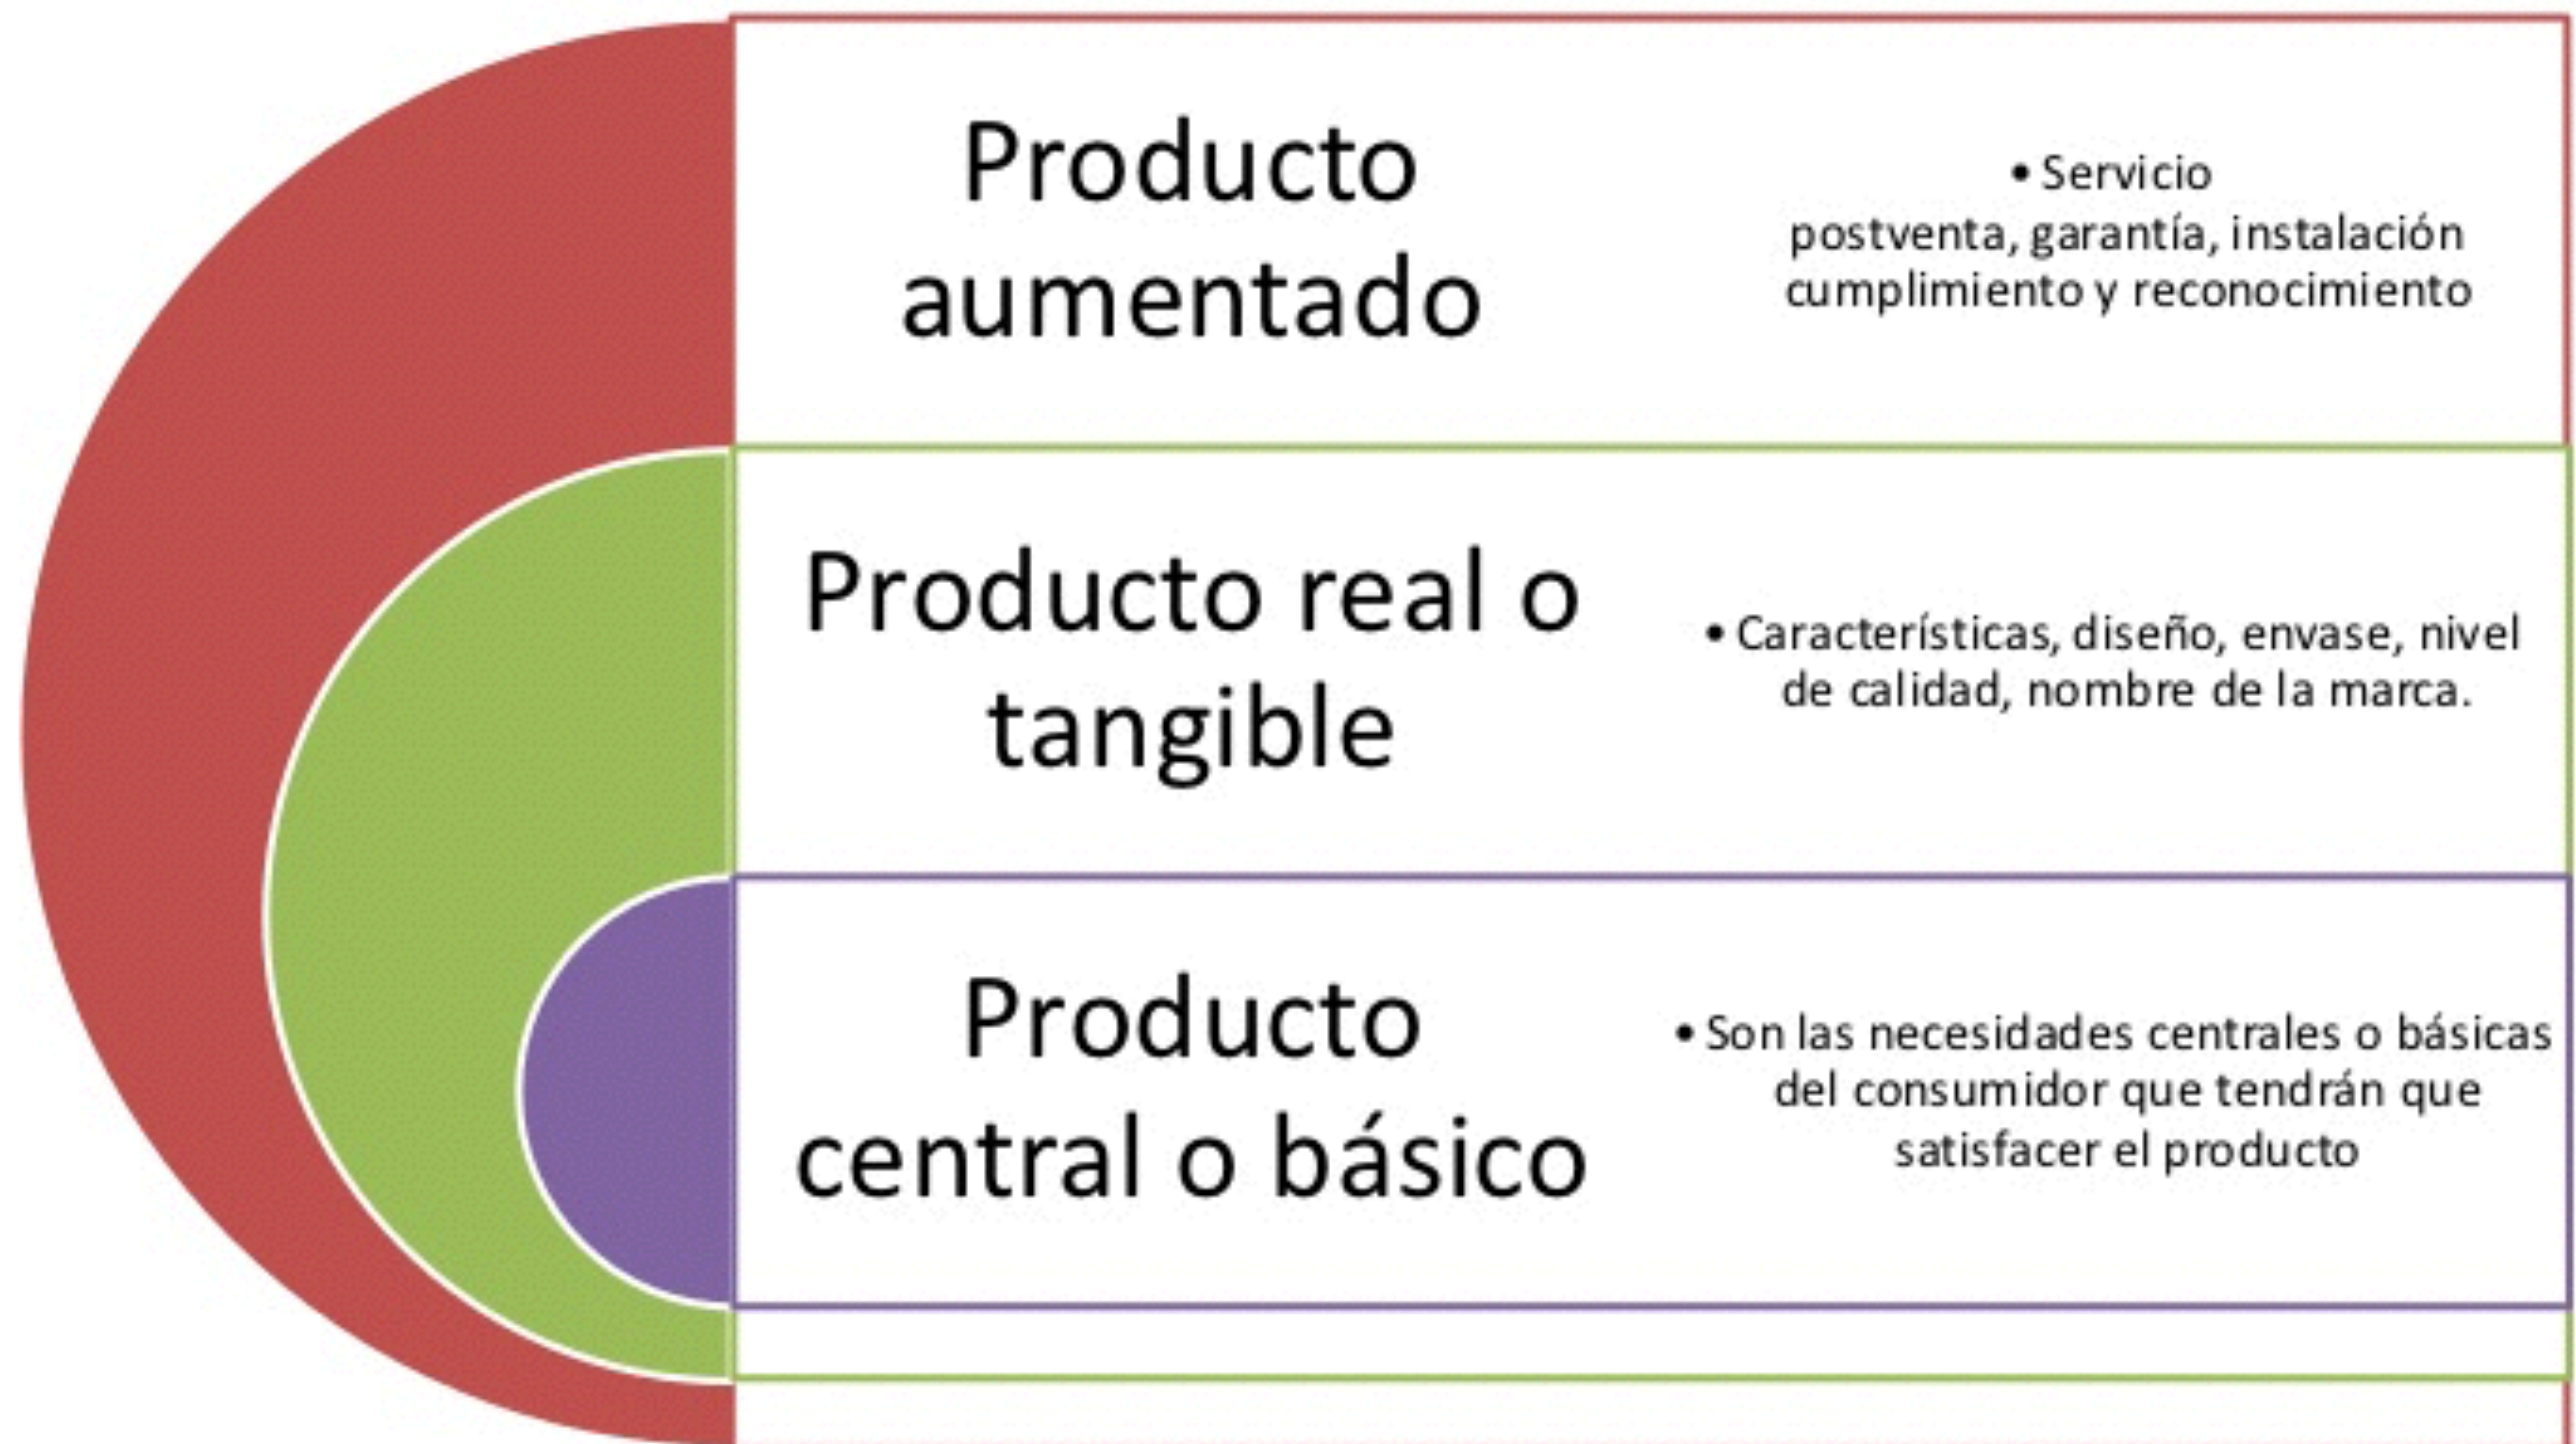 Producto
aumentado
• Servicio
postventa, garantía, instalación
cumplimiento y reconocimiento
Producto real o
tangible
• Características, diseño, envase, nivel
de calidad, nombre de la marca.
Producto
central o básico
• Son las necesidades centrales o básicas
del consumidor que tendrán que
satisfacer el producto